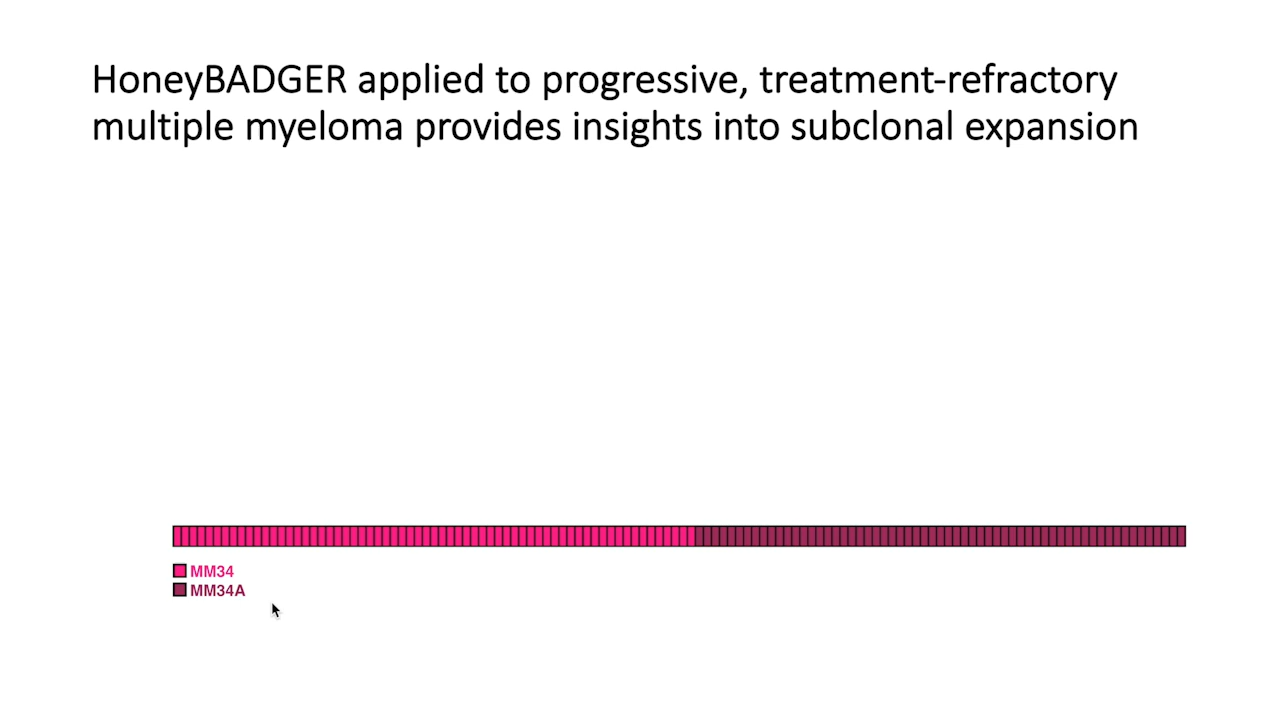 HoneyBADGER applied to progressive, treatment-refractory
multiple myeloma provides insights into subclonal expansion
MM34
MM34A